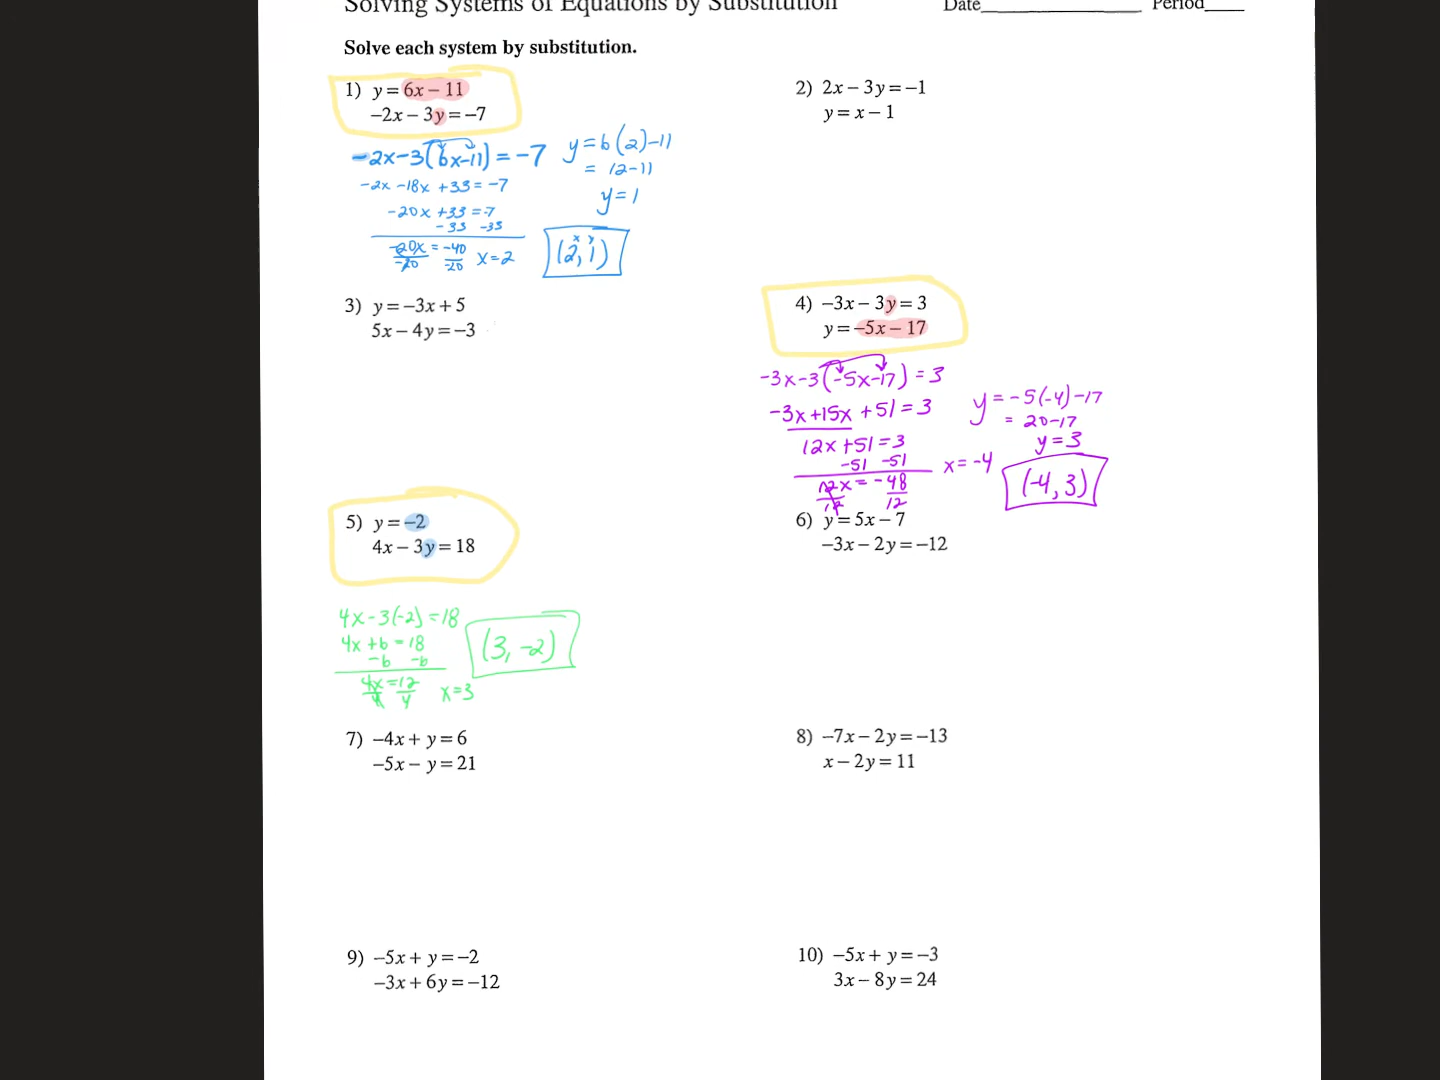 Solving Systems of Equations by Substitution
Date Period
Solve each system by substitution.
1) y = 6x − 11
−2x − 3y = −7
-2x-3(6x-11) = -7
-2x -18x +33 = -7
-20x +33 = -7
-33 -33
-20x = -40
-20 -20
x = 2
y = 6(2)-11
= 12-11
y = 1
x y
(2, 1)
2) 2x − 3y = −1
y = x − 1
3) y = −3x + 5
5x − 4y = −3
4) −3x − 3y = 3
y = −5x − 17
-3x-3(-5x-17) = 3
-3x+15x +51 = 3
12x +51 = 3
-51 -51
12x = -48
12 12
x = -4
y = -5(-4)-17
= 20-17
y = 3
(-4, 3)
5) y = −2
4x − 3y = 18
4x -3(-2) = 18
4x +6 = 18
-6 -6
4x = 12
4 4
x = 3
(3, -2)
6) y = 5x − 7
−3x − 2y = −12
7) −4x + y = 6
−5x − y = 21
8) −7x − 2y = −13
x − 2y = 11
9) −5x + y = −2
−3x + 6y = −12
10) −5x + y = −3
3x − 8y = 24